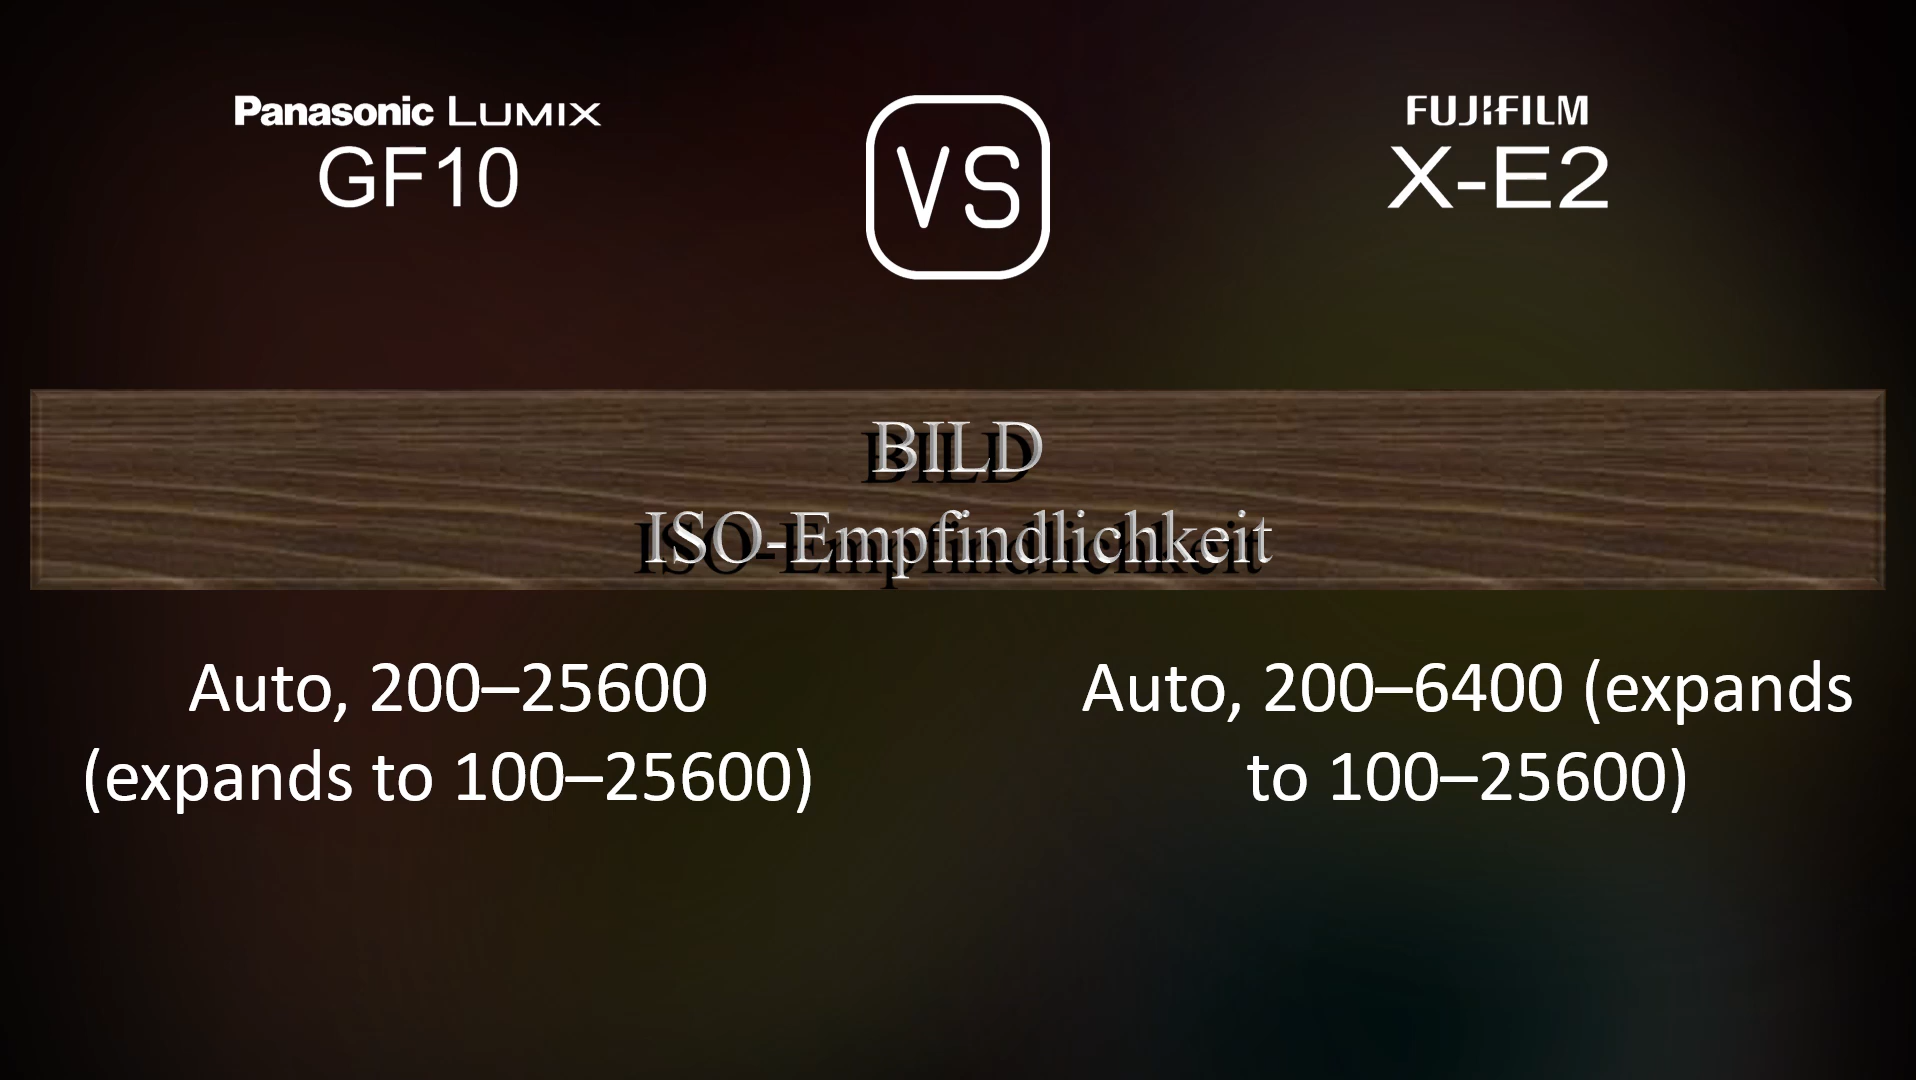 Panasonic LUMIX
GF10
VS
FUJIFILM
X-E2
BILD
ISO-Empfindlichkeit
Auto, 200–25600
(expands to 100–25600)
Auto, 200–6400 (expands
to 100–25600)